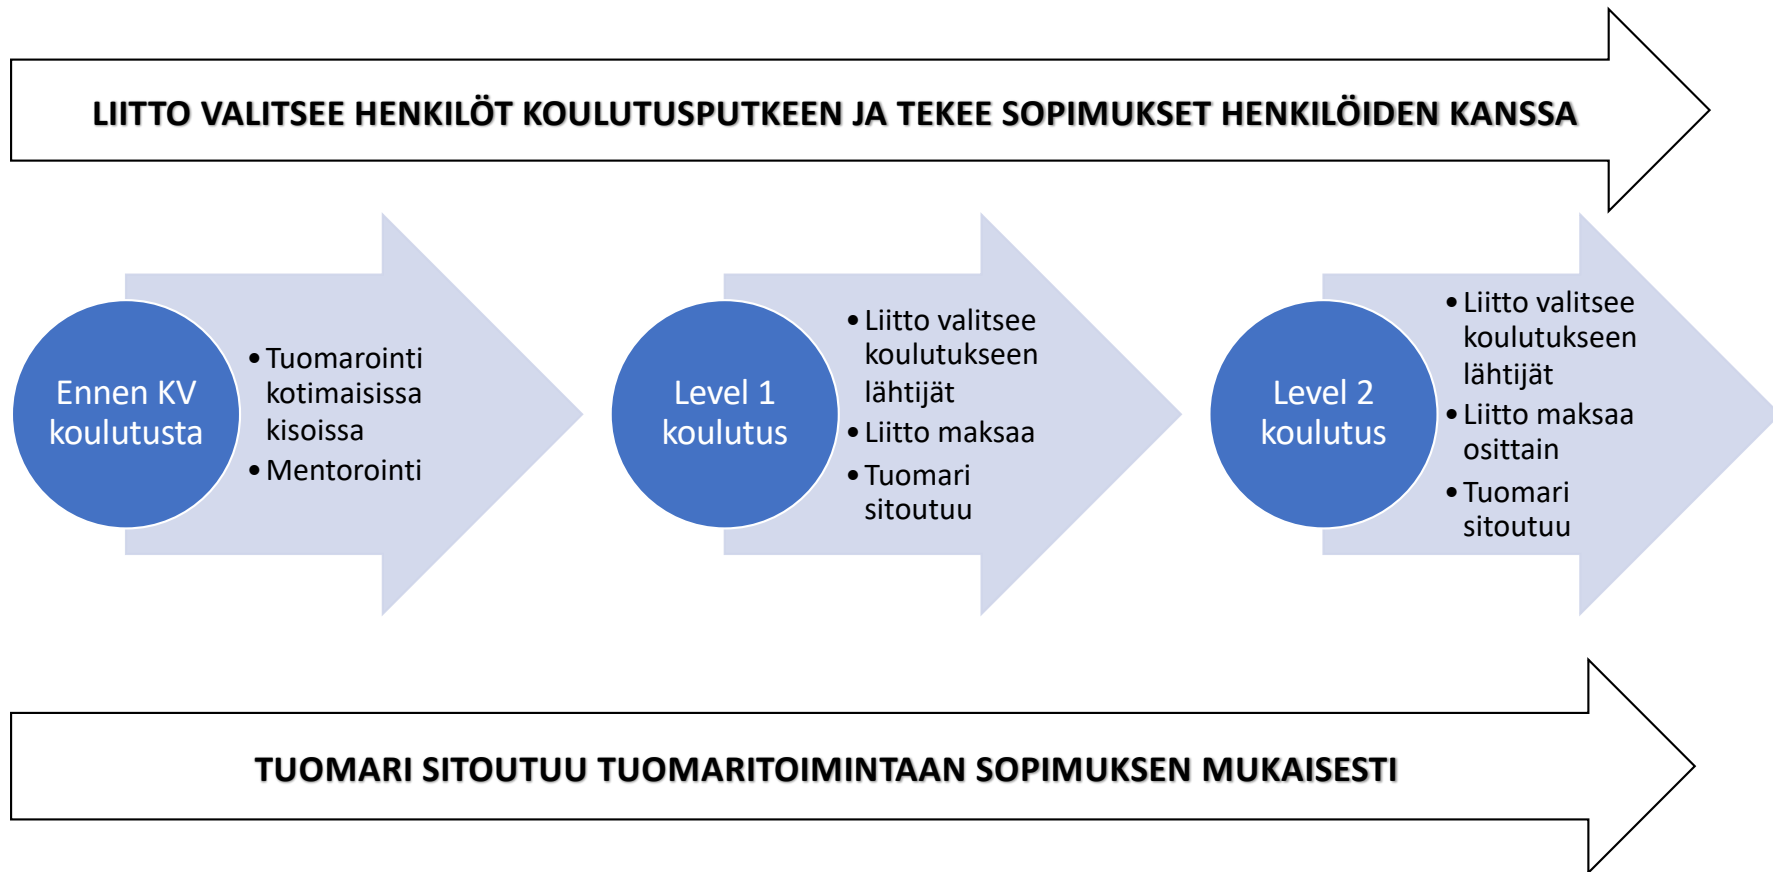 LIITTO VALITSEE HENKILÖT KOULUTUSPUTKEEN JA TEKEE SOPIMUKSET HENKILÖIDEN KANSSA
Ennen KV
koulutusta
• Tuomarointi
kotimaisissa
kisoissa
• Mentorointi
Level 1
koulutus
• Liitto valitsee
koulutukseen
lähtijät
• Liitto maksaa
• Tuomari
sitoutuu
Level 2
koulutus
• Liitto valitsee
koulutukseen
lähtijät
• Liitto maksaa
osittain
• Tuomari
sitoutuu
TUOMARI SITOUTUU TUOMARITOIMINTAAN SOPIMUKSEN MUKAISESTI